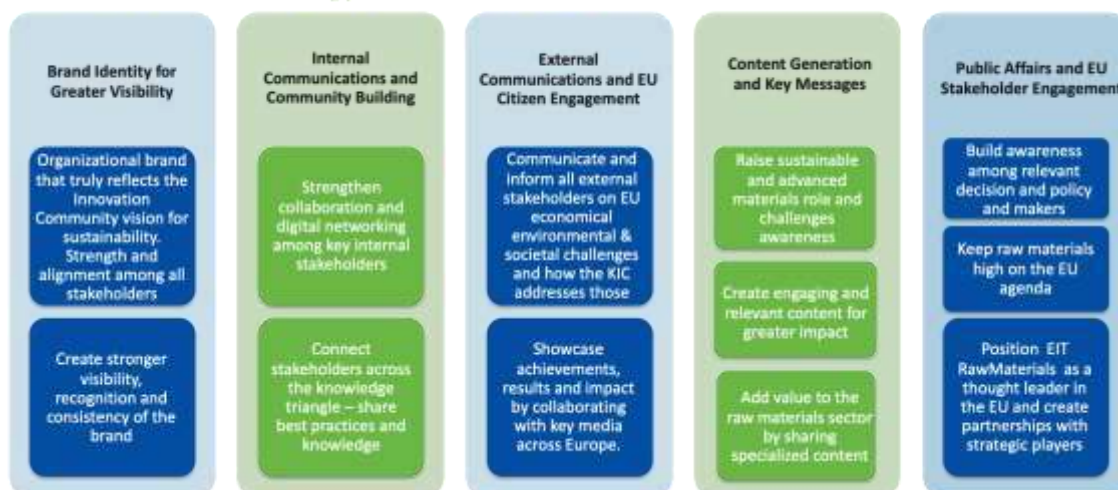 Brand Identity for
Greater Visibility
Organizational brand
that truly reflects the
Innovation
Community vision for
sustainability.
Strength and
alignment among all
stakeholders
Create stronger
visibility,
recognition and
consistency of the
brand
Internal
Communications and
Community Building
Strengthen
collaboration and
digital networking
among key internal
stakeholders
Connect
stakeholders across
the knowledge
triangle – share
best practices and
knowledge
External
Communications and EU
Citizen Engagement
Communicate and
inform all external
stakeholders on EU
economical
environmental &
societal challenges
and how the KIC
addresses those
Showcase
achievements,
results and impact
by collaborating
with key media
across Europe.
Content Generation
and Key Messages
Raise sustainable
and advanced
materials role and
challenges
awareness
Create engaging and
relevant content for
greater impact
Add value to the
raw materials sector
by sharing
specialized content
Public Affairs and EU
Stakeholder Engagement
Build awareness
among relevant
decision and policy
and makers
Keep raw materials
high on the EU
agenda
Position EIT
RawMaterials as a
thought leader in
the EU and create
partnerships with
strategic players